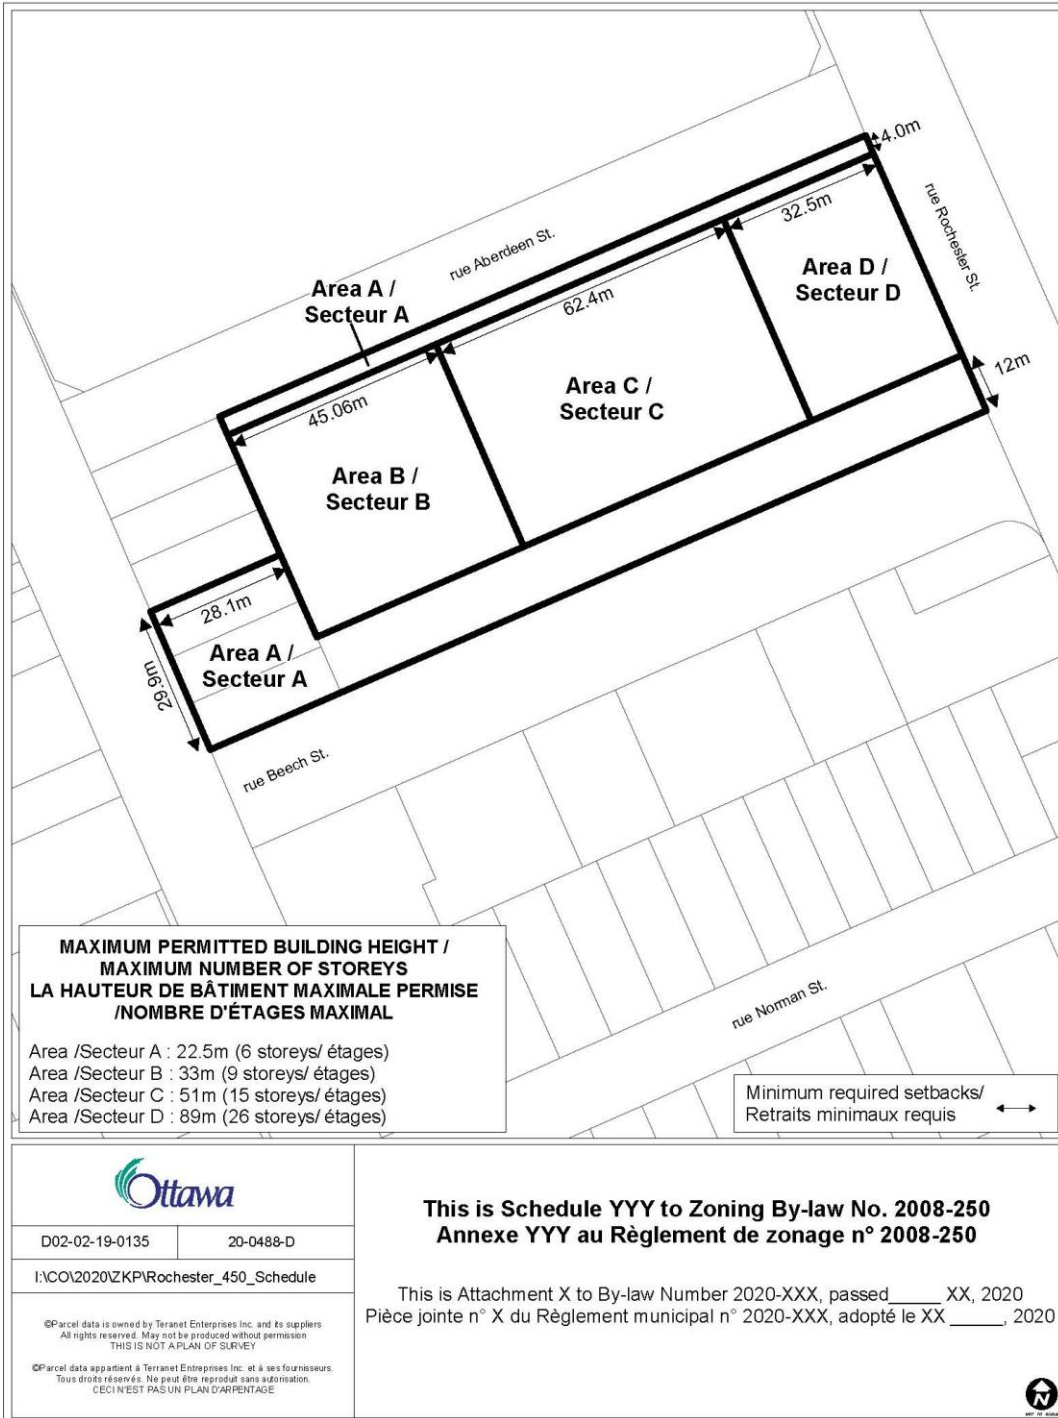 4.0m
rue Rochester St.
32.5m
rue Aberdeen St.
Area D /
Secteur D
Area A /
Secteur A
62.4m
12m
Area C /
Secteur C
45.06m
Area B /
Secteur B
28.1m
Area A /
Secteur A
29.9m
rue Beech St.
rue Norman St.
MAXIMUM PERMITTED BUILDING HEIGHT /
MAXIMUM NUMBER OF STOREYS
LA HAUTEUR DE BÂTIMENT MAXIMALE PERMISE
/NOMBRE D'ÉTAGES MAXIMAL
Area /Secteur A : 22.5m (6 storeys/ étages)
Area /Secteur B : 33m (9 storeys/ étages)
Area /Secteur C : 51m (15 storeys/ étages)
Area /Secteur D : 89m (26 storeys/ étages)
Minimum required setbacks/
Retraits minimaux requis
Ottawa
D02-02-19-0135 20-0488-D
I:\CO\2020\ZKP\Rochester_450_Schedule
©Parcel data is owned by Teranet Enterprises Inc. and its suppliers
All rights reserved. May not be produced without permission
THIS IS NOT A PLAN OF SURVEY
©Parcel data appartient à Terranet Entreprises Inc. et à ses fournisseurs.
Tous droits réservés. Ne peut être reproduit sans autorisation.
CECI N'EST PAS UN PLAN D'ARPENTAGE
This is Schedule YYY to Zoning By-law No. 2008-250
Annexe YYY au Règlement de zonage n° 2008-250
This is Attachment X to By-law Number 2020-XXX, passed_____ XX, 2020
Pièce jointe n° X du Règlement municipal n° 2020-XXX, adopté le XX _____, 2020
N
NOT TO SCALE